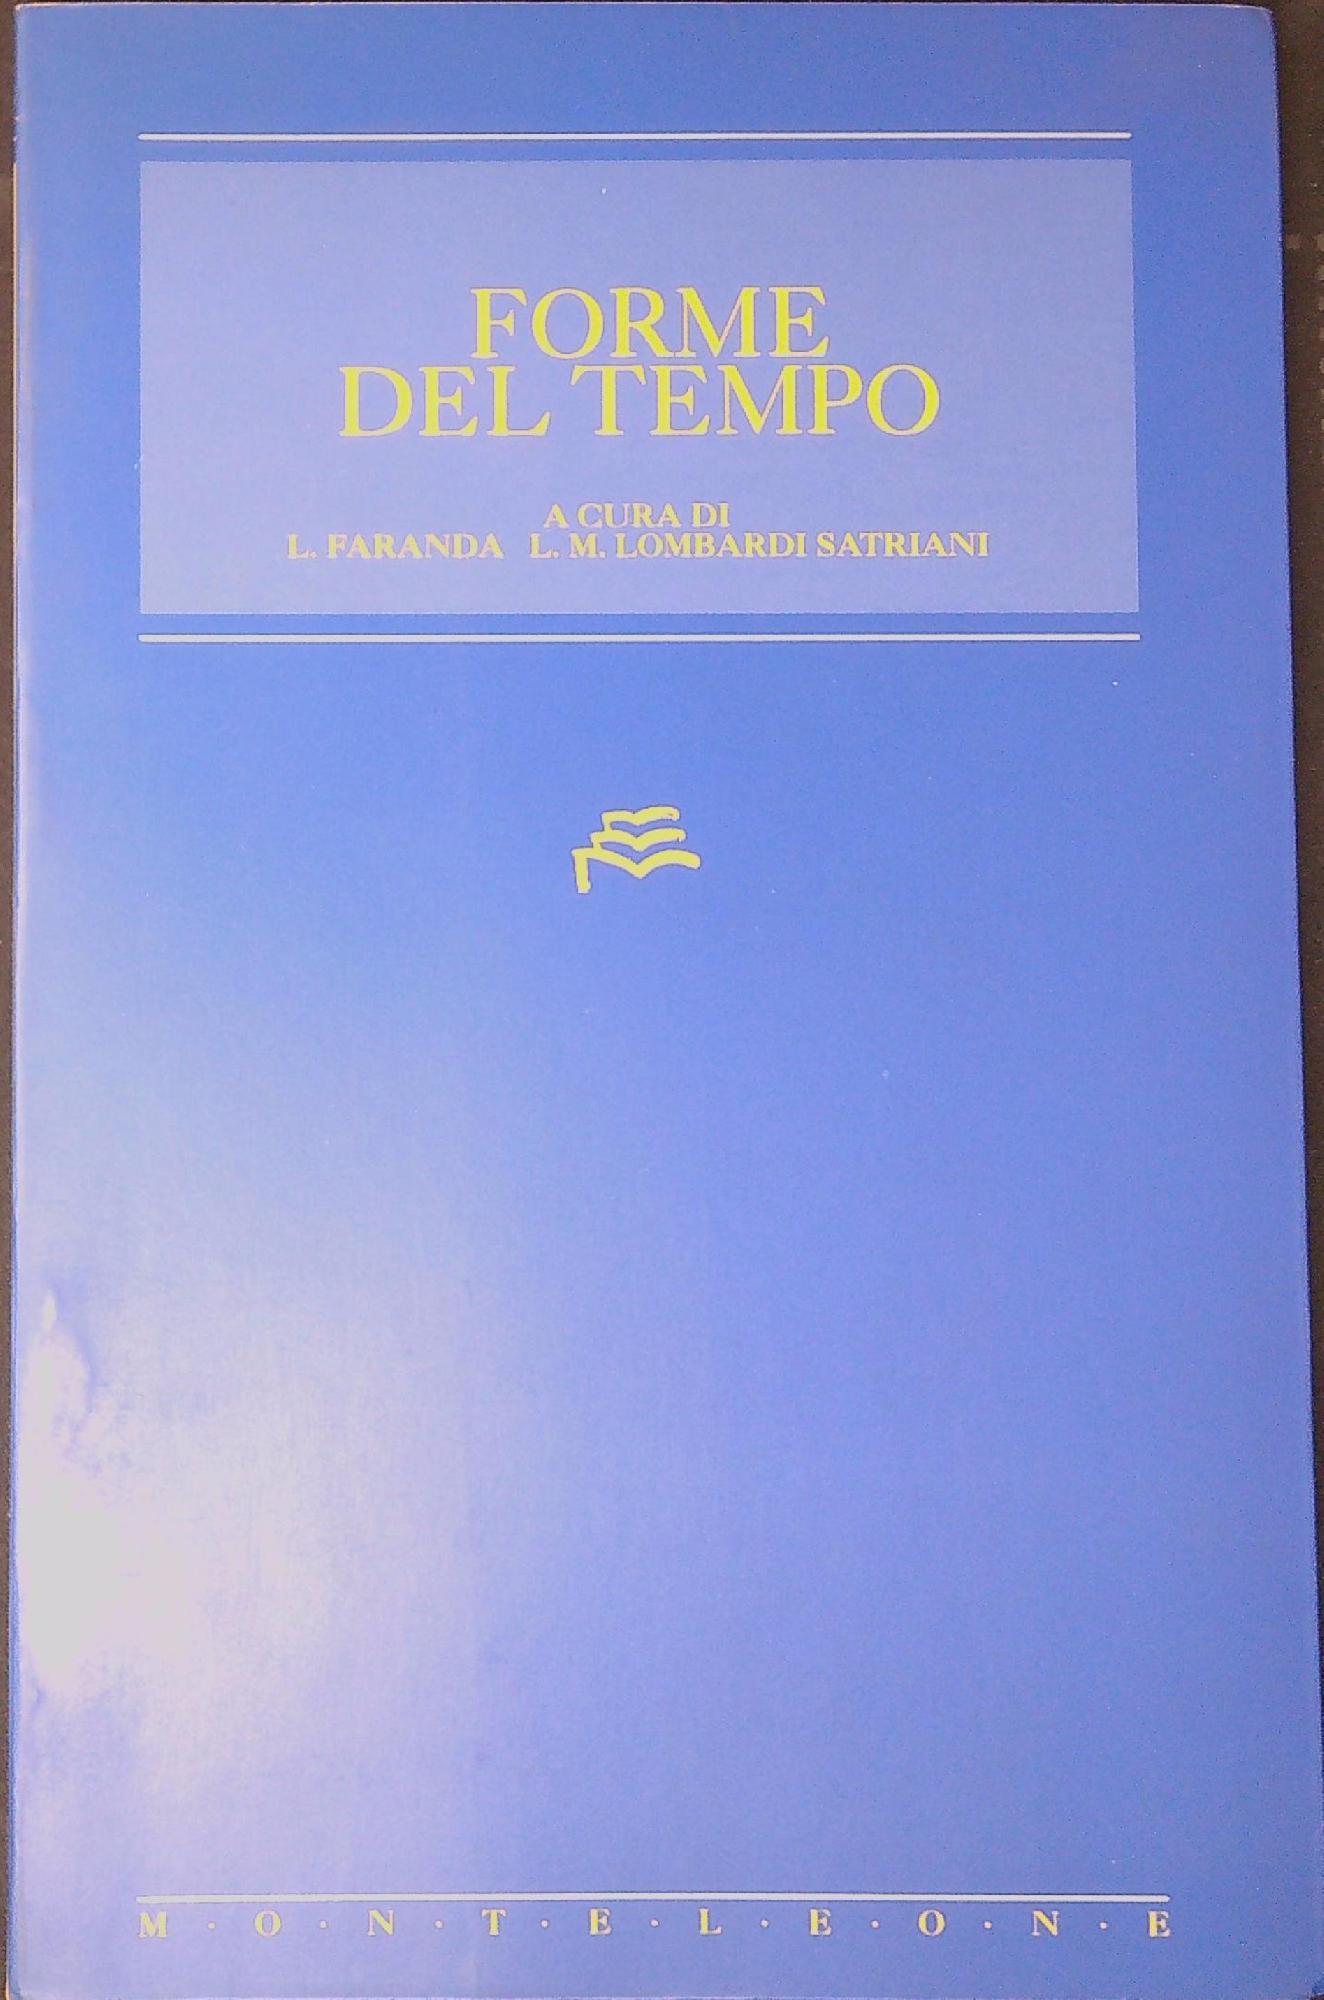 FORME
DEL TEMPO
A CURA DI
L. FARANDA L. M. LOMBARDI SATRIANI
M·O·N·T·E·L·E·O·N·E